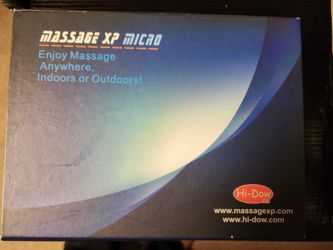 MASSAGE XP MICRO
Enjoy Massage
Anywhere,
Indoors or Outdoors!
Hi-Dow
www.massagexp.com
www.hi-dow.com